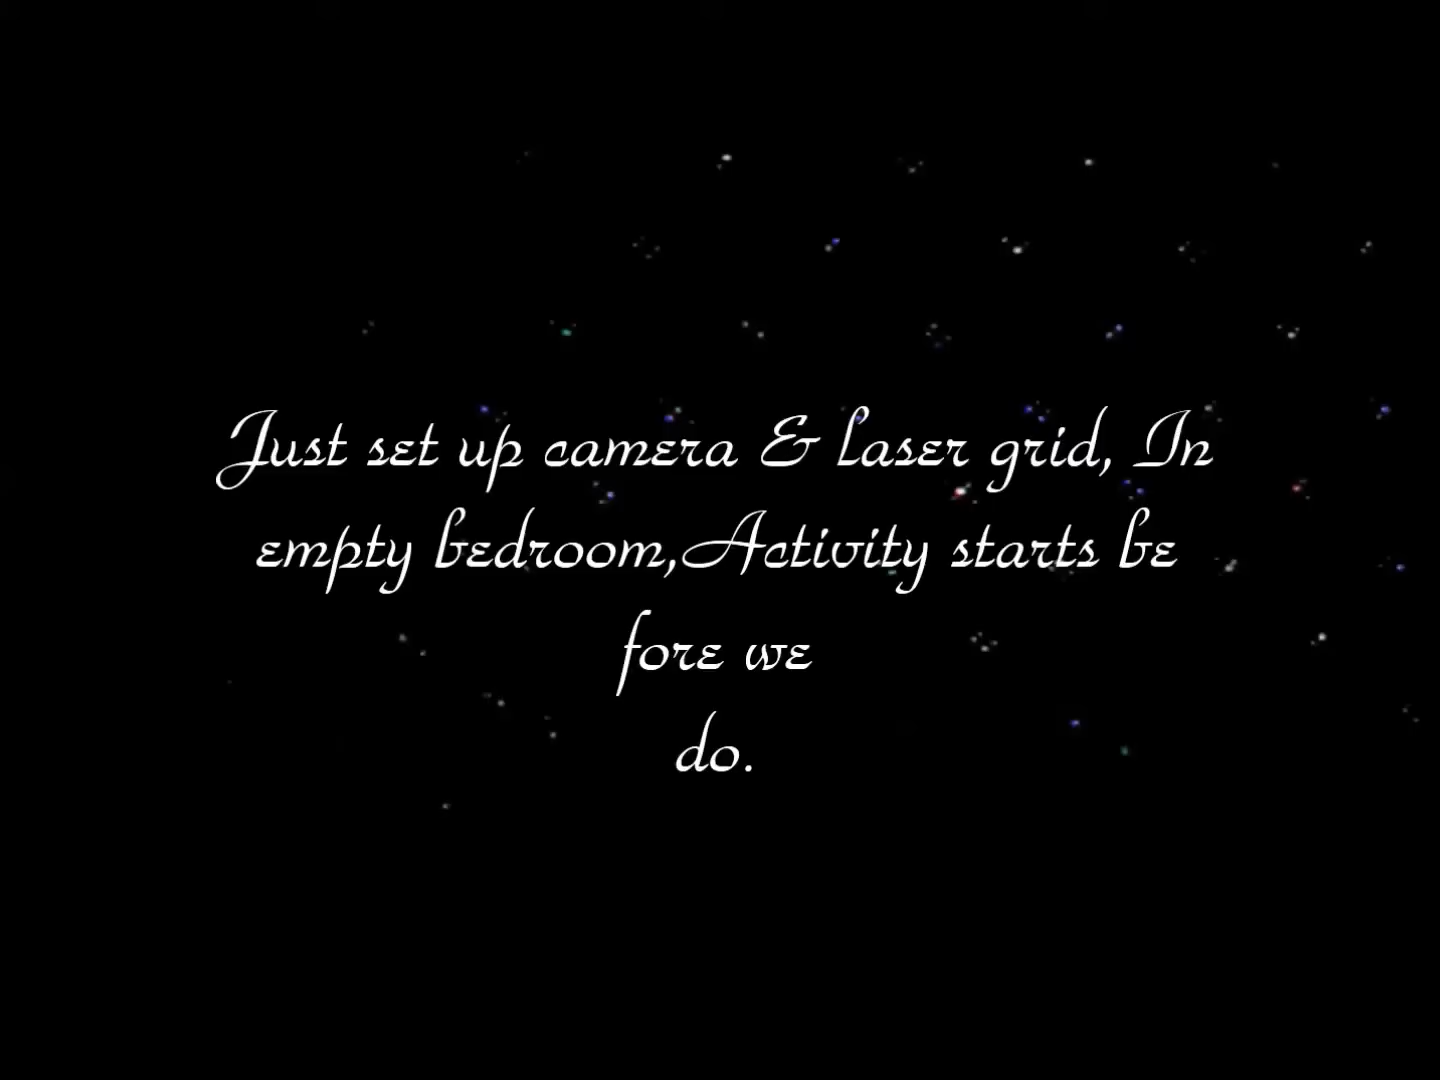 Just set up camera & laser grid, In
empty bedroom,Activity starts be
fore we
do.